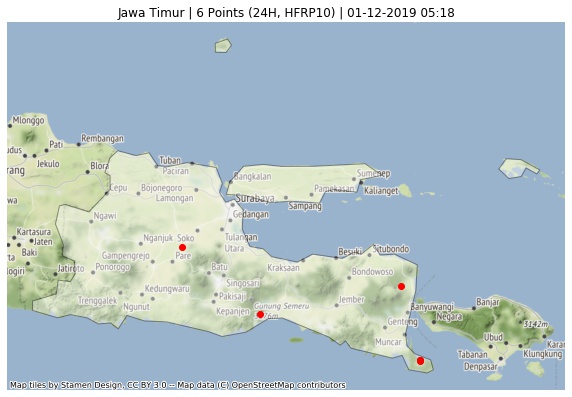 Jawa Timur | 6 Points (24H, HFRP10) | 01-12-2019 05:18
Mlonggo
Rembangan
Pati
udus
Jekulo
rang
Blora
Tuban
Paciran
Bangkalan
Sumenep
Pamekasan
Kalianget
Sampang
Cepu
Bojonegoro
Lamongan
Surabaya
wa
Gedangan
Ngawi
Kartasura
Jaten
Baki
Nganjuk
Soko
Tulangan
Utara
Besuki
Situbondo
ogiri
Jatiroto
Gampengrejo
Ponorogo
Pare
Batu
Kraksaan
Bondowoso
Singosari
Kedungwaru
Pakisaji
Trenggalek
Ngunut
Kepanjen
Gunung Semeru
Jember
Banyuwangi
Banjar
Negara
Genteng
5142m
Muncar
Ubud
Karan
Tabanan
Klungkung
Denpasar
Map tiles by Stamen Design, CC BY 3.0 -- Map data (C) OpenStreetMap contributors